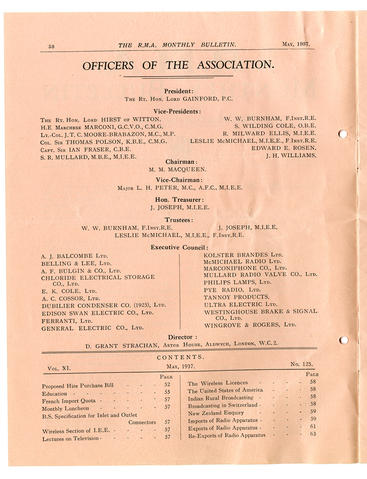 50 THE R.M.A. MONTHLY BULLETIN. MAY, 1937.
OFFICERS OF THE ASSOCIATION.
President:
THE RT. HON. LORD GAINFORD, P.C.
Vice-Presidents:
THE RT. HON. LORD HIRST OF WITTON. W. W. BURNHAM, F.INST.R.E.
H.E. MARCHESE MARCONI, G.C.V.O., C.M.G. S. WILDING COLE, O.B.E.
LT.-COL. J. T. C. MOORE-BRABAZON, M.C., M.P. R. MILWARD ELLIS, M.I.E.E.
COL. SIR THOMAS POLSON, K.B.E., C.M.G. LESLIE McMICHAEL, M.I.E.E., F.INST.R.E.
CAPT. SIR IAN FRASER, C.B.E. EDWARD E. ROSEN,
S. R. MULLARD, M.B.E., M.I.E.E. J. H. WILLIAMS,
Chairman:
M. M. MACQUEEN.
Vice-Chairman:
MAJOR L. H. PETER, M.C., A.F.C., M.I.E.E.
Hon. Treasurer:
J. JOSEPH, M.I.E.E.
Trustees:
W. W. BURNHAM, F.INST.R.E. J. JOSEPH, M.I.E.E.
LESLIE McMICHAEL, M.I.E.E., F.INST.R.E.
Executive Council:
A. J. BALCOMBE LTD.
BELLING & LEE, LTD.
A. F. BULGIN & CO., LTD.
CHLORIDE ELECTRICAL STORAGE
CO., LTD.
E. K. COLE, LTD.
A. C. COSSOR, LTD.
DUBILIER CONDENSER CO. (1925), LTD.
EDISON SWAN ELECTRIC CO., LTD.
FERRANTI, LTD.
GENERAL ELECTRIC CO., LTD.
KOLSTER BRANDES LTD.
McMICHAEL RADIO LTD.
MARCONIPHONE CO., LTD.
MULLARD RADIO VALVE CO., LTD.
PHILIPS LAMPS, LTD.
PYE RADIO, LTD.
TANNOY PRODUCTS,
ULTRA ELECTRIC LTD.
WESTINGHOUSE BRAKE & SIGNAL
CO., LTD.
WINGROVE & ROGERS, LTD.
Director:
D. GRANT STRACHAN, ASTOR HOUSE, ALDWYCH, LONDON, W.C.2.
CONTENTS.
VOL. XI. MAY, 1937. NO. 125.
PAGE
Proposed Hire Purchase Bill - 52
Education - 55
French Import Quota - 57
Monthly Luncheon - 57
B.S. Specification for Inlet and Outlet
Connectors 57
Wireless Section of I.E.E. - 57
Lectures on Television - 57
PAGE
The Wireless Licences - 58
The United States of America - 58
Indian Rural Broadcasting - 58
Broadcasting in Switzerland - 58
New Zealand Enquiry - 59
Imports of Radio Apparatus - 59
Exports of Radio Apparatus - 61
Re-Exports of Radio Apparatus - 63